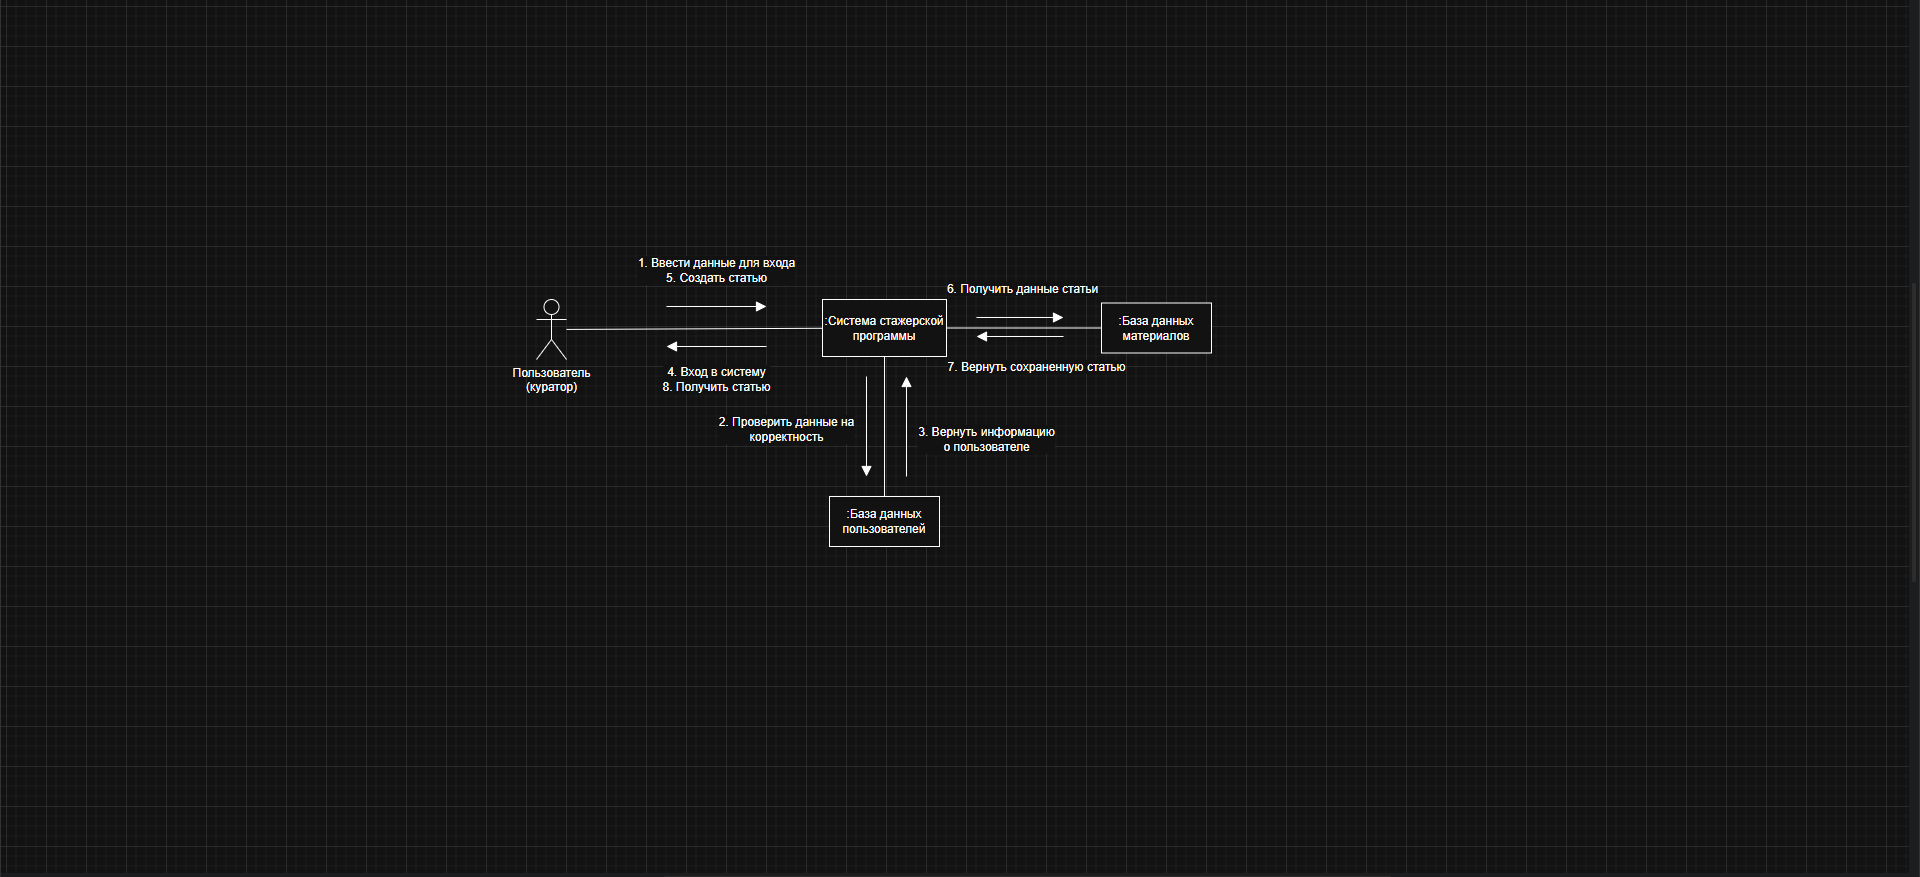 1. Ввести данные для входа
5. Создать статью
6. Получить данные статьи
:Система стажерской
программы
:База данных
материалов
Пользователь
(куратор)
4. Вход в систему
8. Получить статью
7. Вернуть сохраненную статью
2. Проверить данные на
корректность
3. Вернуть информацию
о пользователе
:База данных
пользователей